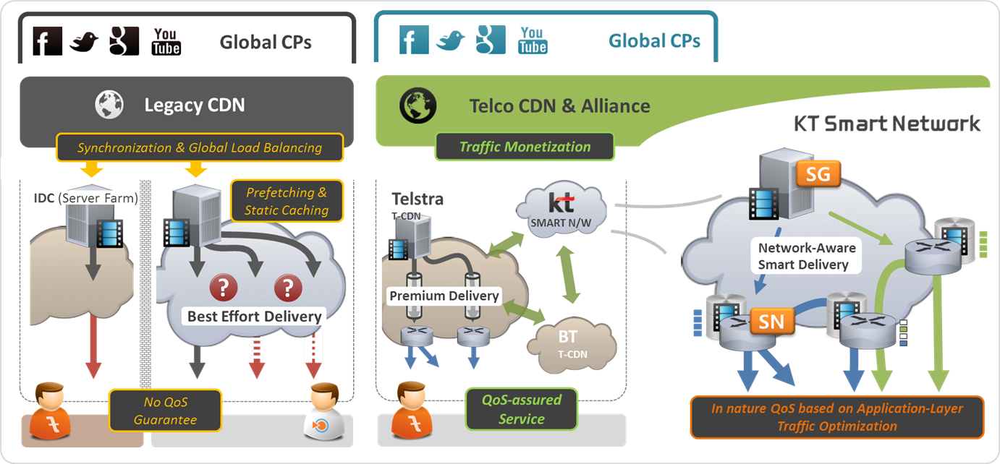 f
g
You
Tube
Global CPs
Legacy CDN
Synchronization & Global Load Balancing
IDC (Server Farm)
Prefetching &
Static Caching
?
?
Best Effort Delivery
No QoS
Guarantee
f
g
You
Tube
Global CPs
Telco CDN & Alliance
Traffic Monetization
Telstra
T-CDN
kt
SMART N/W
Premium Delivery
BT
T-CDN
QoS-assured
Service
KT Smart Network
SG
Network-Aware
Smart Delivery
SN
In nature QoS based on Application-Layer
Traffic Optimization